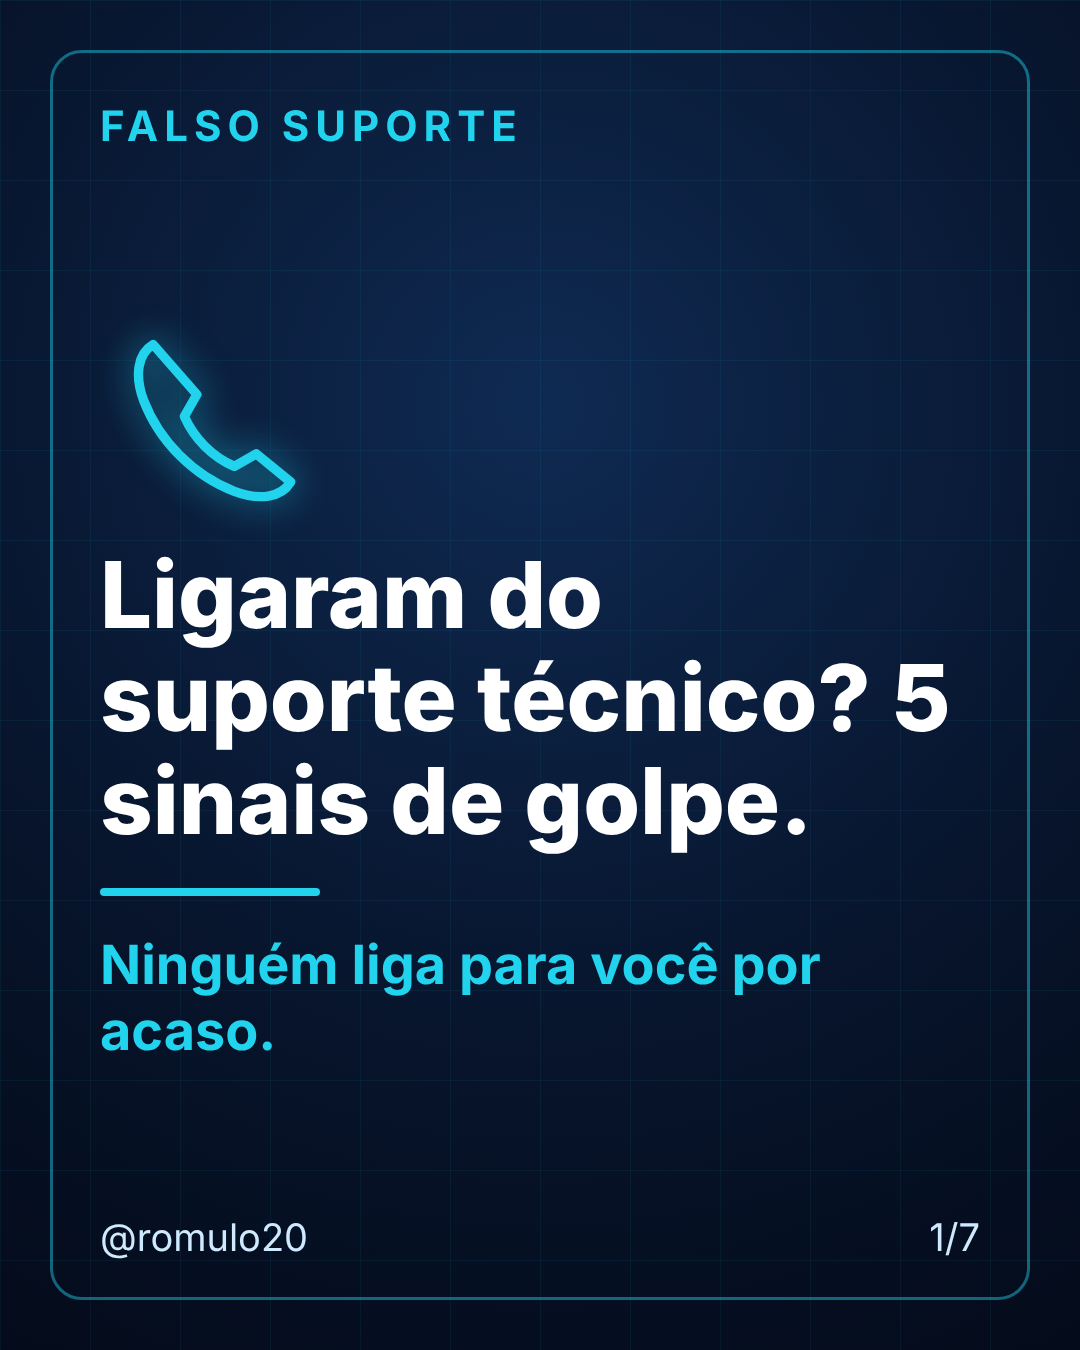 FALSO SUPORTE
Ligaram do
suporte técnico? 5
sinais de golpe.
Ninguém liga para você por
acaso.
@romulo20
1/7